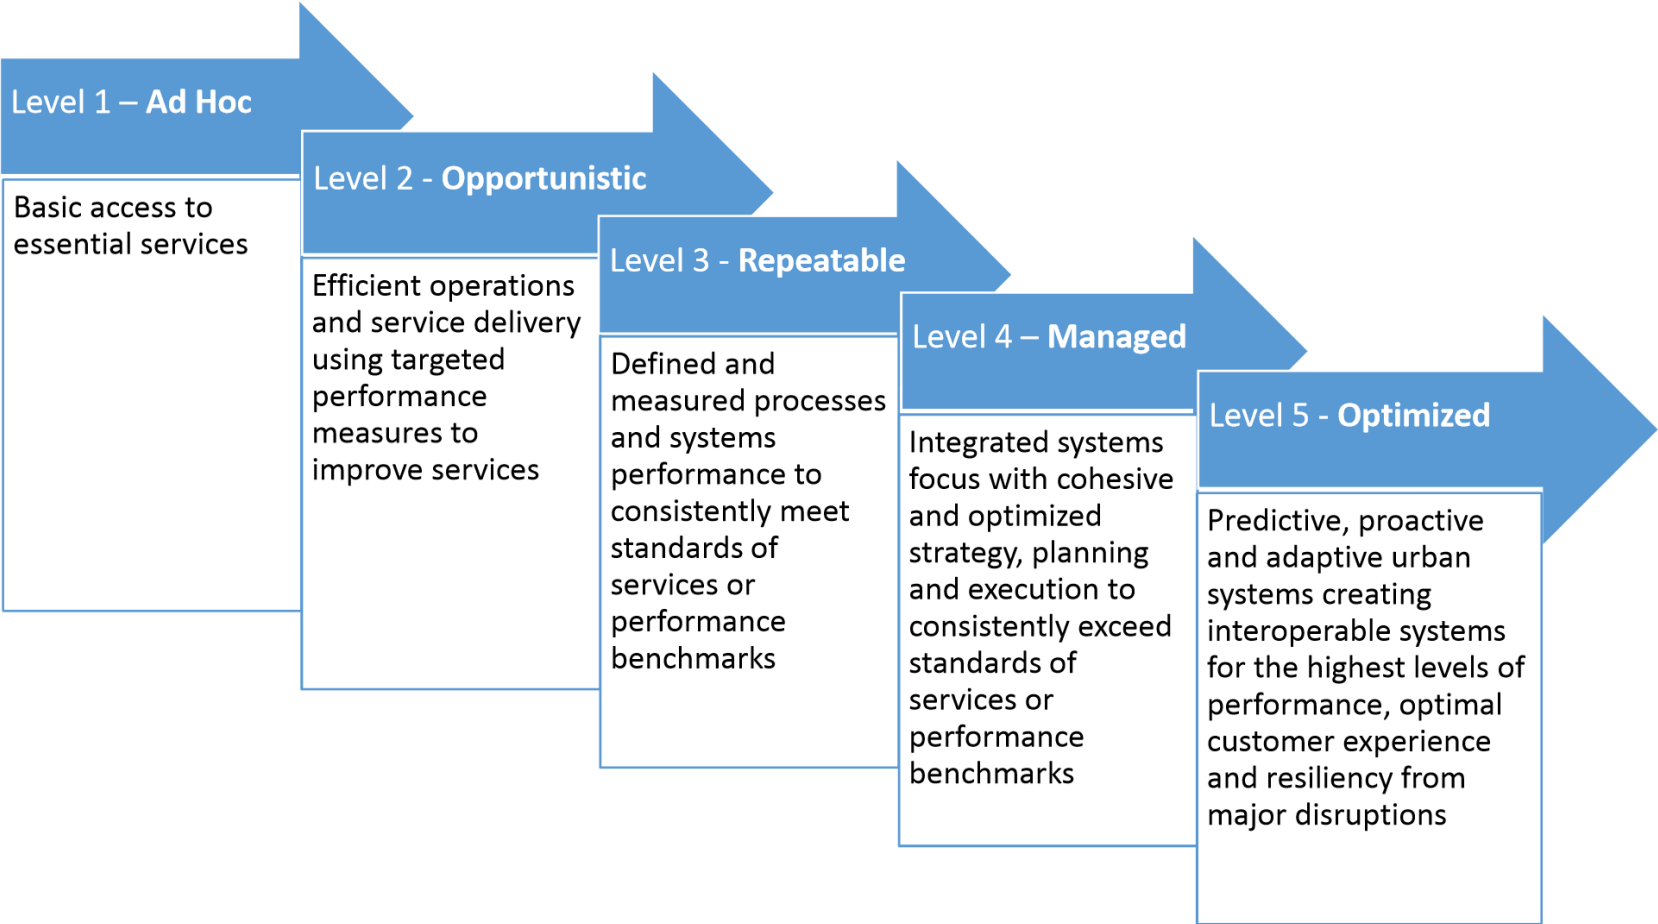 Level 1 – Ad Hoc
Basic access to
essential services
Level 2 - Opportunistic
Efficient operations
and service delivery
using targeted
performance
measures to
improve services
Level 3 - Repeatable
Defined and
measured processes
and systems
performance to
consistently meet
standards of
services or
performance
benchmarks
Level 4 – Managed
Integrated systems
focus with cohesive
and optimized
strategy, planning
and execution to
consistently exceed
standards of
services or
performance
benchmarks
Level 5 - Optimized
Predictive, proactive
and adaptive urban
systems creating
interoperable systems
for the highest levels of
performance, optimal
customer experience
and resiliency from
major disruptions